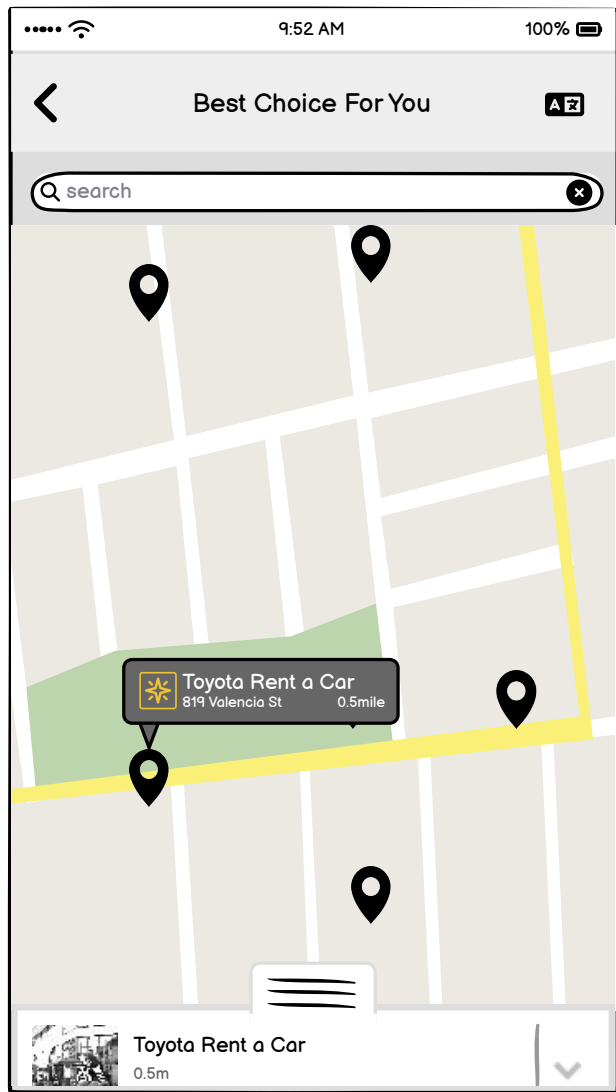 9:52 AM 100%
Best Choice For You
A 文
search
Toyota Rent a Car
819 Valencia St 0.5mile
Toyota Rent a Car
0.5m